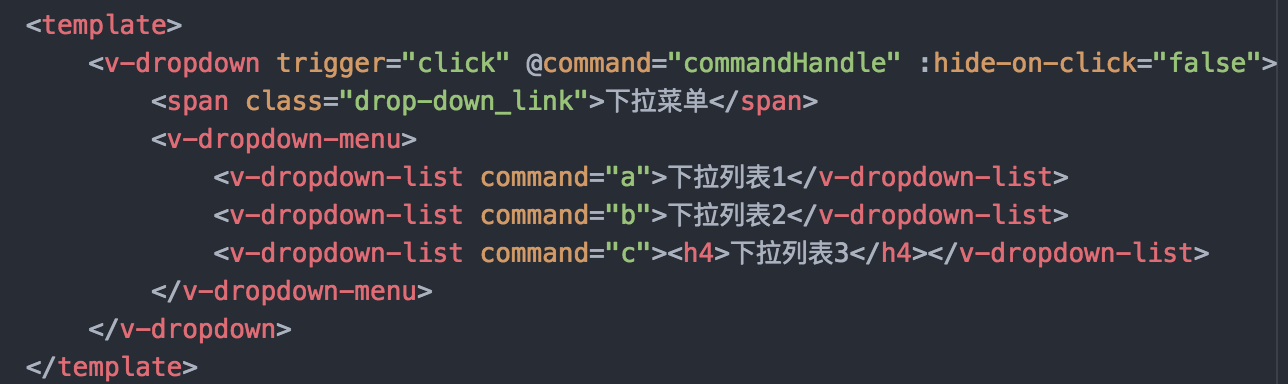 <template>
<v-dropdown trigger="click" @command="commandHandle" :hide-on-click="false">
<span class="drop-down_link">下拉菜单</span>
<v-dropdown-menu>
<v-dropdown-list command="a">下拉列表1</v-dropdown-list>
<v-dropdown-list command="b">下拉列表2</v-dropdown-list>
<v-dropdown-list command="c"><h4>下拉列表3</h4></v-dropdown-list>
</v-dropdown-menu>
</v-dropdown>
</template>